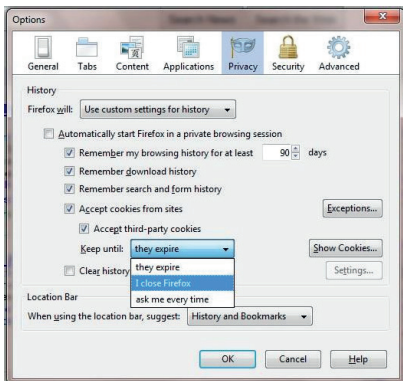 Options
General Tabs Content Applications Privacy Security Advanced
History
Firefox will: Use custom settings for history
Automatically start Firefox in a private browsing session
Remember my browsing history for at least 90 days
Remember download history
Remember search and form history
Accept cookies from sites Exceptions...
Accept third-party cookies
Keep until: they expire Show Cookies...
they expire
Clear history Settings...
I close Firefox
ask me every time
Location Bar
When using the location bar, suggest: History and Bookmarks
OK Cancel Help